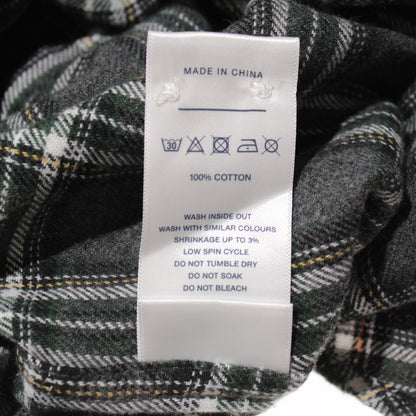 MADE IN CHINA
30
100% COTTON
WASH INSIDE OUT
WASH WITH SIMILAR COLOURS
SHRINKAGE UP TO 3%
LOW SPIN CYCLE
DO NOT TUMBLE DRY
DO NOT SOAK
DO NOT BLEACH